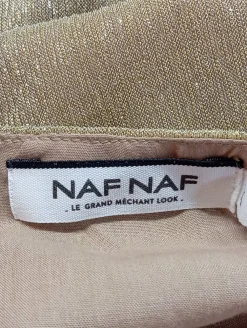 NAF NAF
- LE GRAND MÉCHANT LOOK -